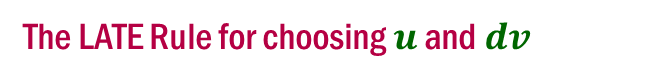 The LATE Rule for choosing u and dv